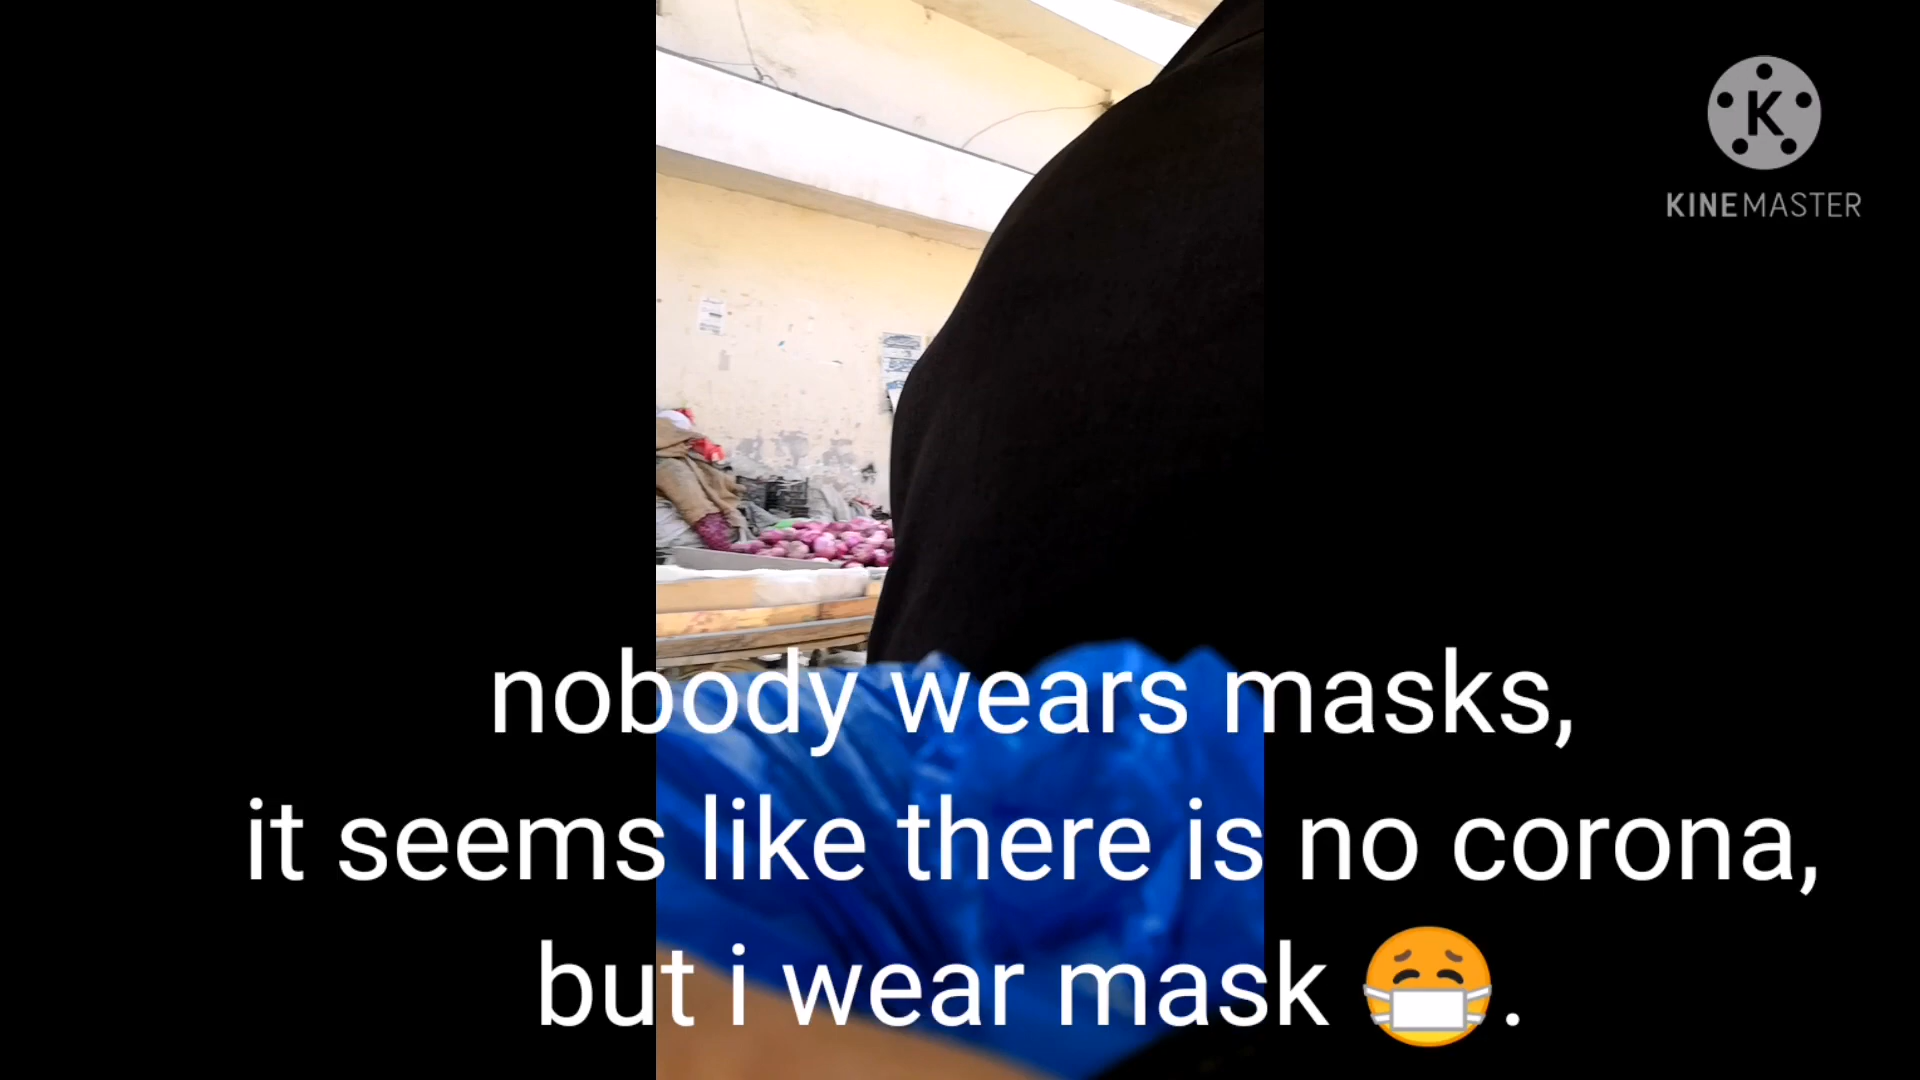 KINEMASTER
nobody wears masks,
it seems like there is no corona,
but i wear mask 😷.